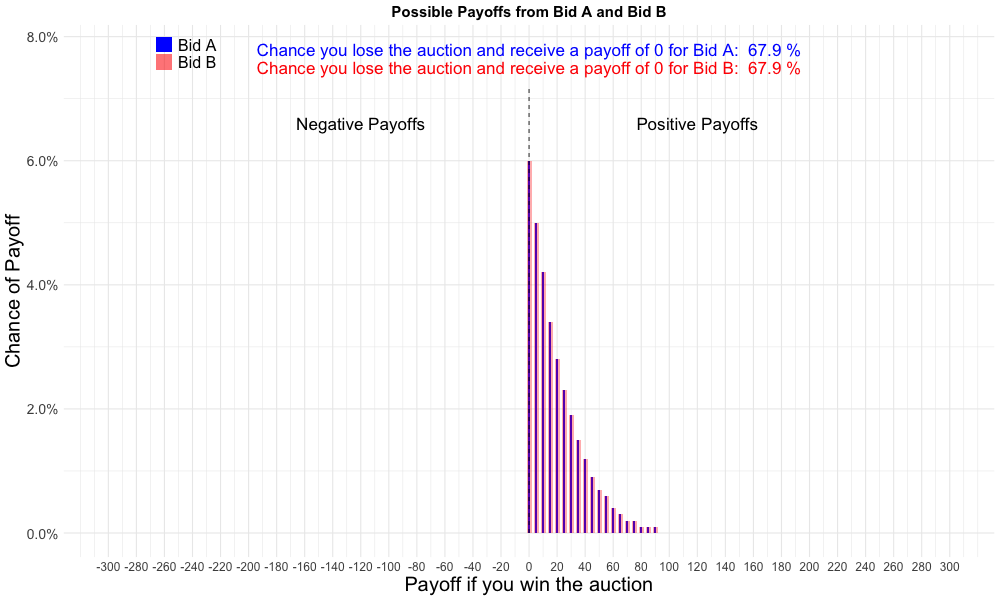 Possible Payoffs from Bid A and Bid B
Bid A
Bid B
Chance you lose the auction and receive a payoff of 0 for Bid A:  67.9 %
Chance you lose the auction and receive a payoff of 0 for Bid B:  67.9 %
Negative Payoffs
Positive Payoffs
Chance of Payoff
8.0%
6.0%
4.0%
2.0%
0.0%
-300 -280 -260 -240 -220 -200 -180 -160 -140 -120 -100 -80 -60 -40 -20 0 20 40 60 80 100 120 140 160 180 200 220 240 260 280 300
Payoff if you win the auction